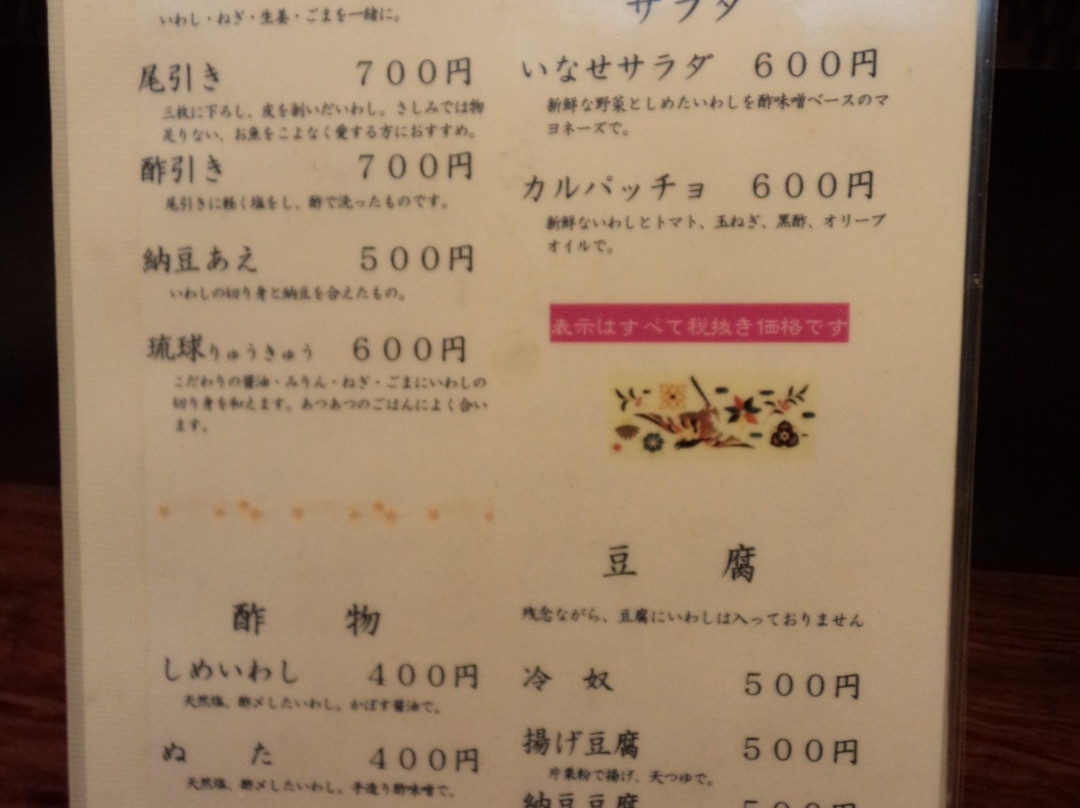 いわし・ねぎ・生姜・ごまを一緒に。
尾引き　７００円
三枚に下ろし、皮を剥いだいわし。さしみでは物
足りない、お魚をこよなく愛する方におすすめ。
酢引き　７００円
尾引きに軽く塩をし、酢で洗ったものです。
納豆あえ　５００円
いわしの切り身と納豆を合えたもの。
琉球りゅうきゅう　６００円
こだわりの醤油・みりん・ねぎ・ごまにいわしの
切り身を和えます。あつあつのごはんによく合い
ます。
酢　物
しめいわし　４００円
天然塩、酢〆したいわし。かぼす醤油で。
ぬ　た　４００円
天然塩、酢〆したいわし。手造り酢味噌で。
サラダ
いなせサラダ　６００円
新鮮な野菜としめたいわしを酢味噌ベースのマ
ヨネーズで。
カルパッチョ　６００円
新鮮ないわしとトマト、玉ねぎ、黒酢、オリーブ
オイルで。
表示はすべて税抜き価格です
豆　腐
残念ながら、豆腐にいわしは入っておりません
冷　奴　５００円
揚げ豆腐　５００円
片栗粉で揚げ、天つゆで。
納豆豆腐　５００円